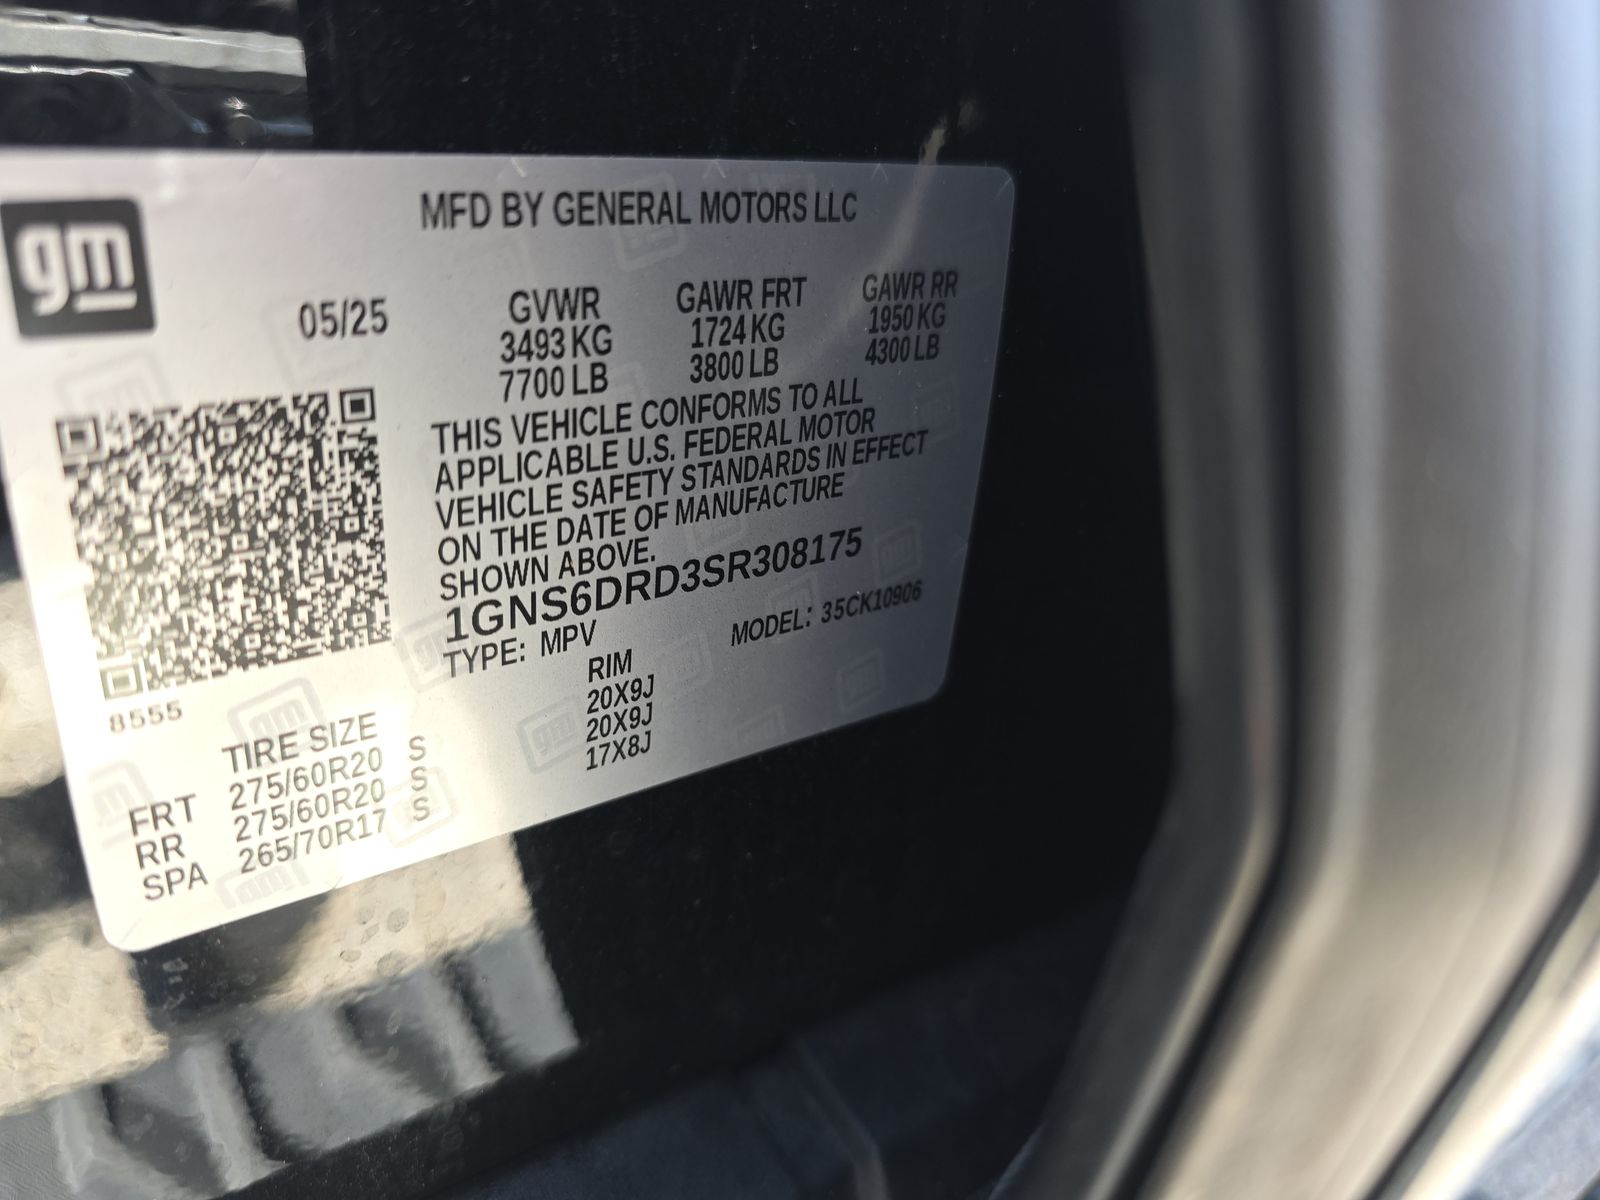 gm
MFD BY GENERAL MOTORS LLC
05/25
GVWR GAWR FRT GAWR RR
3493 KG 1724 KG 1950 KG
7700 LB 3800 LB 4300 LB
THIS VEHICLE CONFORMS TO ALL
APPLICABLE U.S. FEDERAL MOTOR
VEHICLE SAFETY STANDARDS IN EFFECT
ON THE DATE OF MANUFACTURE
SHOWN ABOVE.
1GNS6DRD3SR308175
TYPE: MPV MODEL: 35CK10906
8555
TIRE SIZE RIM
FRT 275/60R20 S 20X9J
RR 275/60R20 S 20X9J
SPA 265/70R17 S 17X8J